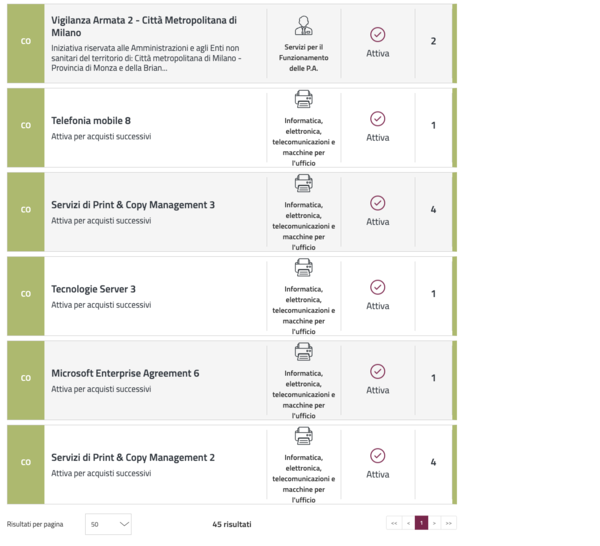 CO
Vigilanza Armata 2 - Città Metropolitana di
Milano
Iniziativa riservata alle Amministrazioni e agli Enti non
sanitari del territorio di: Città metropolitana di Milano -
Provincia di Monza e della Brian...
Servizi per il
Funzionamento
delle P.A.
Attiva
2
CO
Telefonia mobile 8
Attiva per acquisti successivi
Informatica,
elettronica,
telecomunicazioni e
macchine per
l'ufficio
Attiva
1
CO
Servizi di Print & Copy Management 3
Attiva per acquisti successivi
Informatica,
elettronica,
telecomunicazioni e
macchine per
l'ufficio
Attiva
4
CO
Tecnologie Server 3
Attiva per acquisti successivi
Informatica,
elettronica,
telecomunicazioni e
macchine per
l'ufficio
Attiva
1
CO
Microsoft Enterprise Agreement 6
Attiva per acquisti successivi
Informatica,
elettronica,
telecomunicazioni e
macchine per
l'ufficio
Attiva
1
CO
Servizi di Print & Copy Management 2
Attiva per acquisti successivi
Informatica,
elettronica,
telecomunicazioni e
macchine per
l'ufficio
Attiva
4
Risultati per pagina 50 45 risultati << < 1 > >>